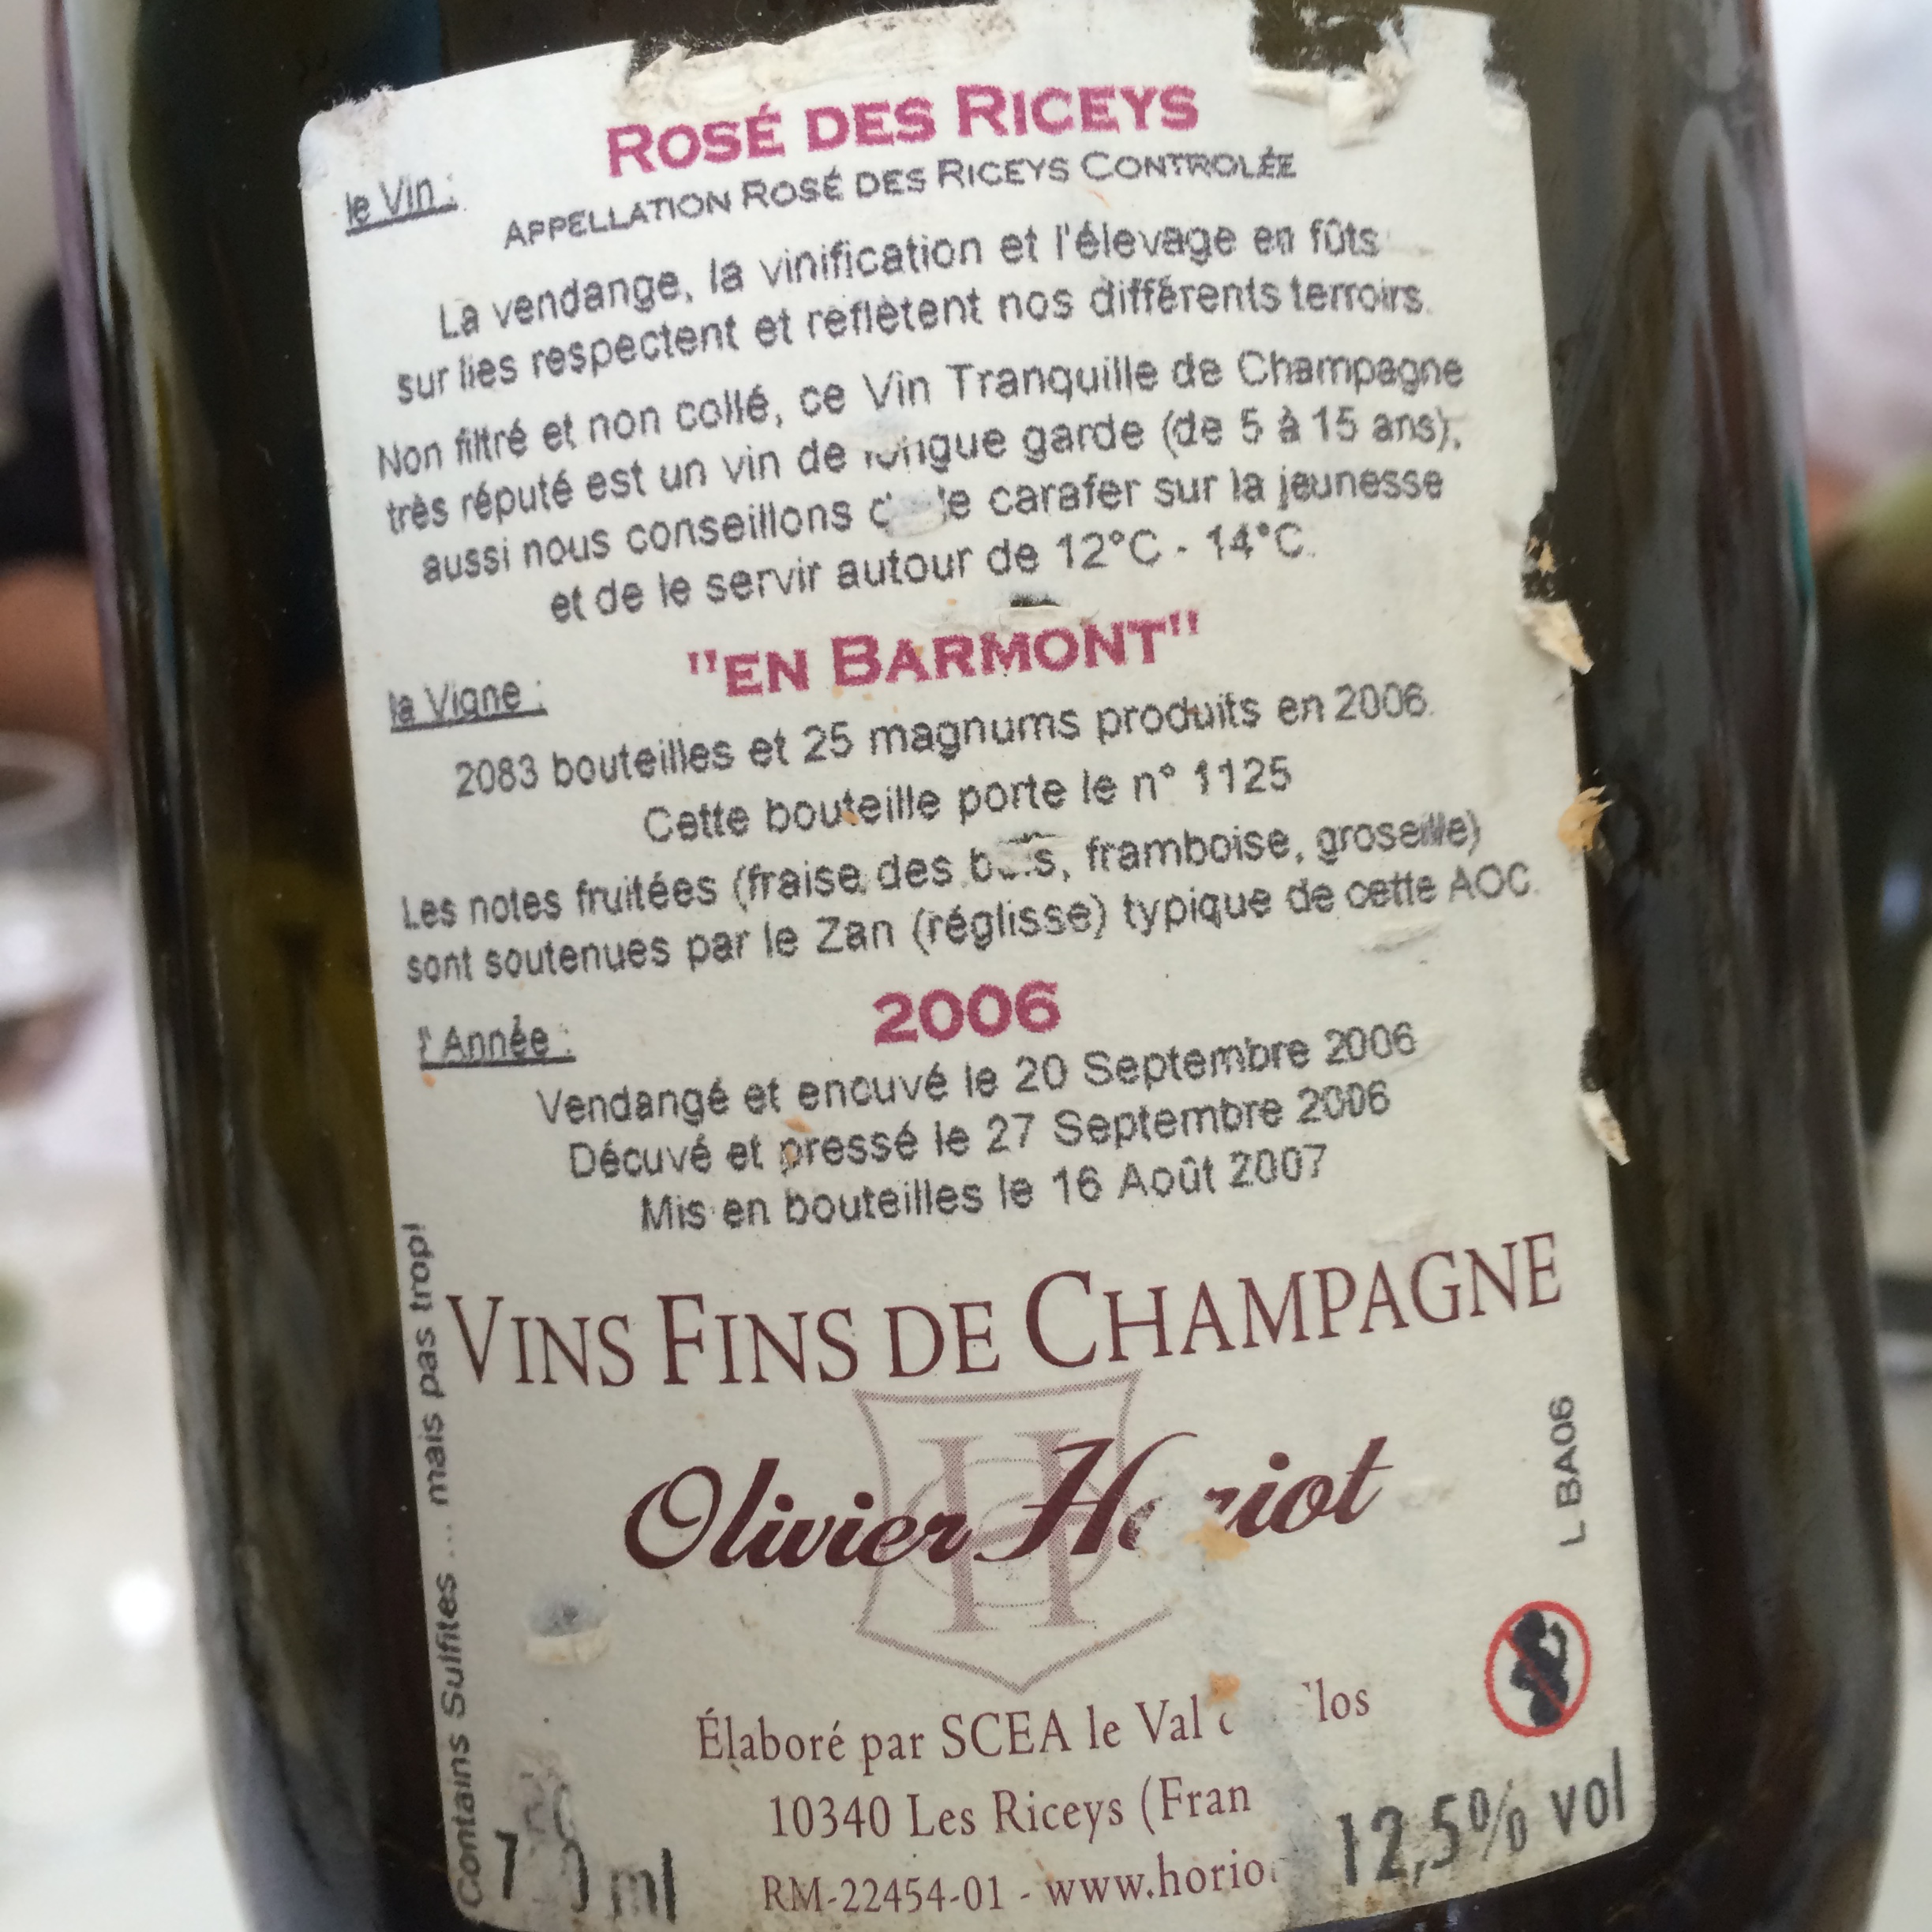 ROSÉ DES RICEYS
le Vin :
APPELLATION ROSÉ DES RICEYS CONTROLÉE
La vendange, la vinification et l'élevage en fûts
sur lies respectent et reflètent nos différents terroirs.
Non filtré et non collé, ce Vin Tranquille de Champagne
très réputé est un vin de longue garde (de 5 à 15 ans),
aussi nous conseillons de le carafer sur la jeunesse
et de le servir autour de 12°C - 14°C.
la Vigne :
"EN BARMONT"
2083 bouteilles et 25 magnums produits en 2006.
Cette bouteille porte le n° 1125
Les notes fruitées (fraise des bois, framboise, groseille)
sont soutenues par le Zan (réglisse) typique de cette AOC.
l'Année :
2006
Vendangé et encuvé le 20 Septembre 2006
Décuvé et pressé le 27 Septembre 2006
Mis en bouteilles le 16 Août 2007
VINS FINS DE CHAMPAGNE
Olivier Horiot
Élaboré par SCEA le Val
10340 Les Riceys (Fran
RM-22454-01 - www.horio
ml
12,5% vol
Contains Sulfites ... mais pas trop!
L BA06
H